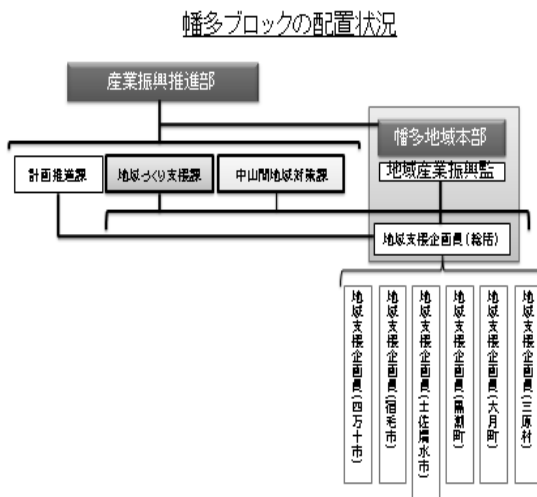 幡多ブロックの配置状況
産業振興推進部
幡多地域本部
地域産業振興監
計画推進課
地域づくり支援課
中山間地域対策課
地域支援企画員(総括)
地域支援企画員(四万十市)
地域支援企画員(宿毛市)
地域支援企画員(土佐清水市)
地域支援企画員(黒潮町)
地域支援企画員(大月町)
地域支援企画員(三原村)